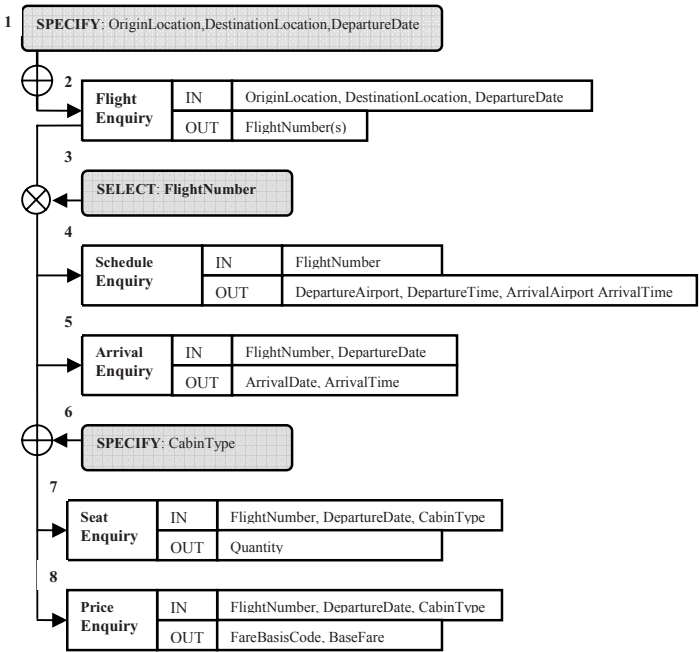 1
SPECIFY: OriginLocation,DestinationLocation,DepartureDate
2
Flight Enquiry
IN
OriginLocation, DestinationLocation, DepartureDate
OUT
FlightNumber(s)
3
SELECT: FlightNumber
4
Schedule Enquiry
IN
FlightNumber
OUT
DepartureAirport, DepartureTime, ArrivalAirport ArrivalTime
5
Arrival Enquiry
IN
FlightNumber, DepartureDate
OUT
ArrivalDate, ArrivalTime
6
SPECIFY: CabinType
7
Seat Enquiry
IN
FlightNumber, DepartureDate, CabinType
OUT
Quantity
8
Price Enquiry
IN
FlightNumber, DepartureDate, CabinType
OUT
FareBasisCode, BaseFare